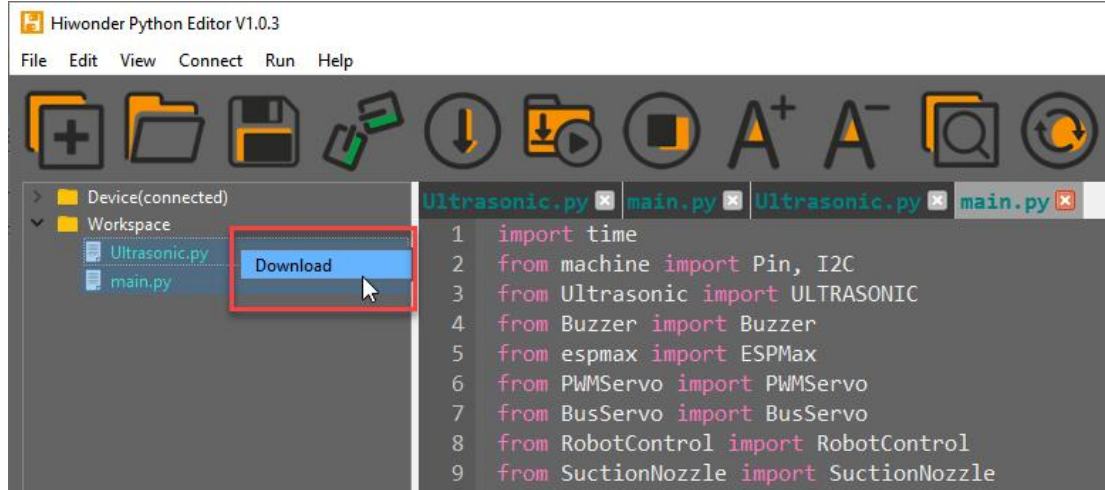 Hiwonder Python Editor V1.0.3
File Edit View Connect Run Help
A+ A-
Device(connected)
Workspace
Ultrasonic.py
main.py
Download
Ultrasonic.py main.py Ultrasonic.py main.py
1 import time
2 from machine import Pin, I2C
3 from Ultrasonic import ULTRASONIC
4 from Buzzer import Buzzer
5 from espmax import ESPMax
6 from PWMServo import PWMServo
7 from BusServo import BusServo
8 from RobotControl import RobotControl
9 from SuctionNozzle import SuctionNozzle